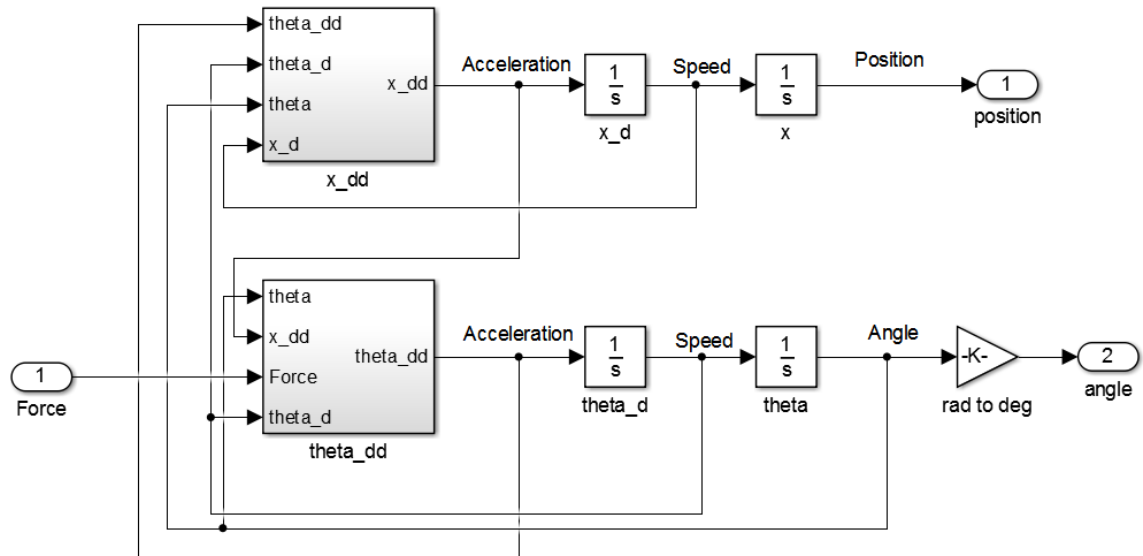 theta_dd
theta_d
theta
x_d
x_dd
x_dd
Acceleration
1
s
x_d
Speed
1
s
x
Position
1
position
1
Force
theta
x_dd
Force
theta_d
theta_dd
theta_dd
Acceleration
1
s
theta_d
Speed
1
s
theta
Angle
-K-
rad to deg
2
angle